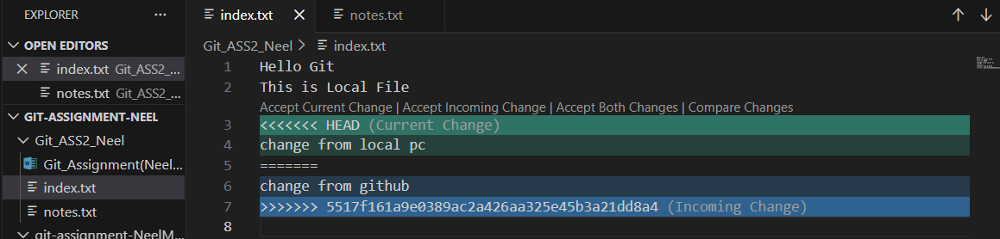 EXPLORER ···
OPEN EDITORS
index.txt Git_ASS2_...
notes.txt Git_ASS2_...
GIT-ASSIGNMENT-NEEL
Git_ASS2_Neel
Git_Assignment(Neel...
index.txt
notes.txt
git-assignment-NeelM
index.txt notes.txt
Git_ASS2_Neel > index.txt
1 Hello Git
2 This is Local File
Accept Current Change | Accept Incoming Change | Accept Both Changes | Compare Changes
3 <<<<<<< HEAD (Current Change)
4 change from local pc
5 =======
6 change from github
7 >>>>>>> 5517f161a9e0389ac2a426aa325e45b3a21dd8a4 (Incoming Change)
8